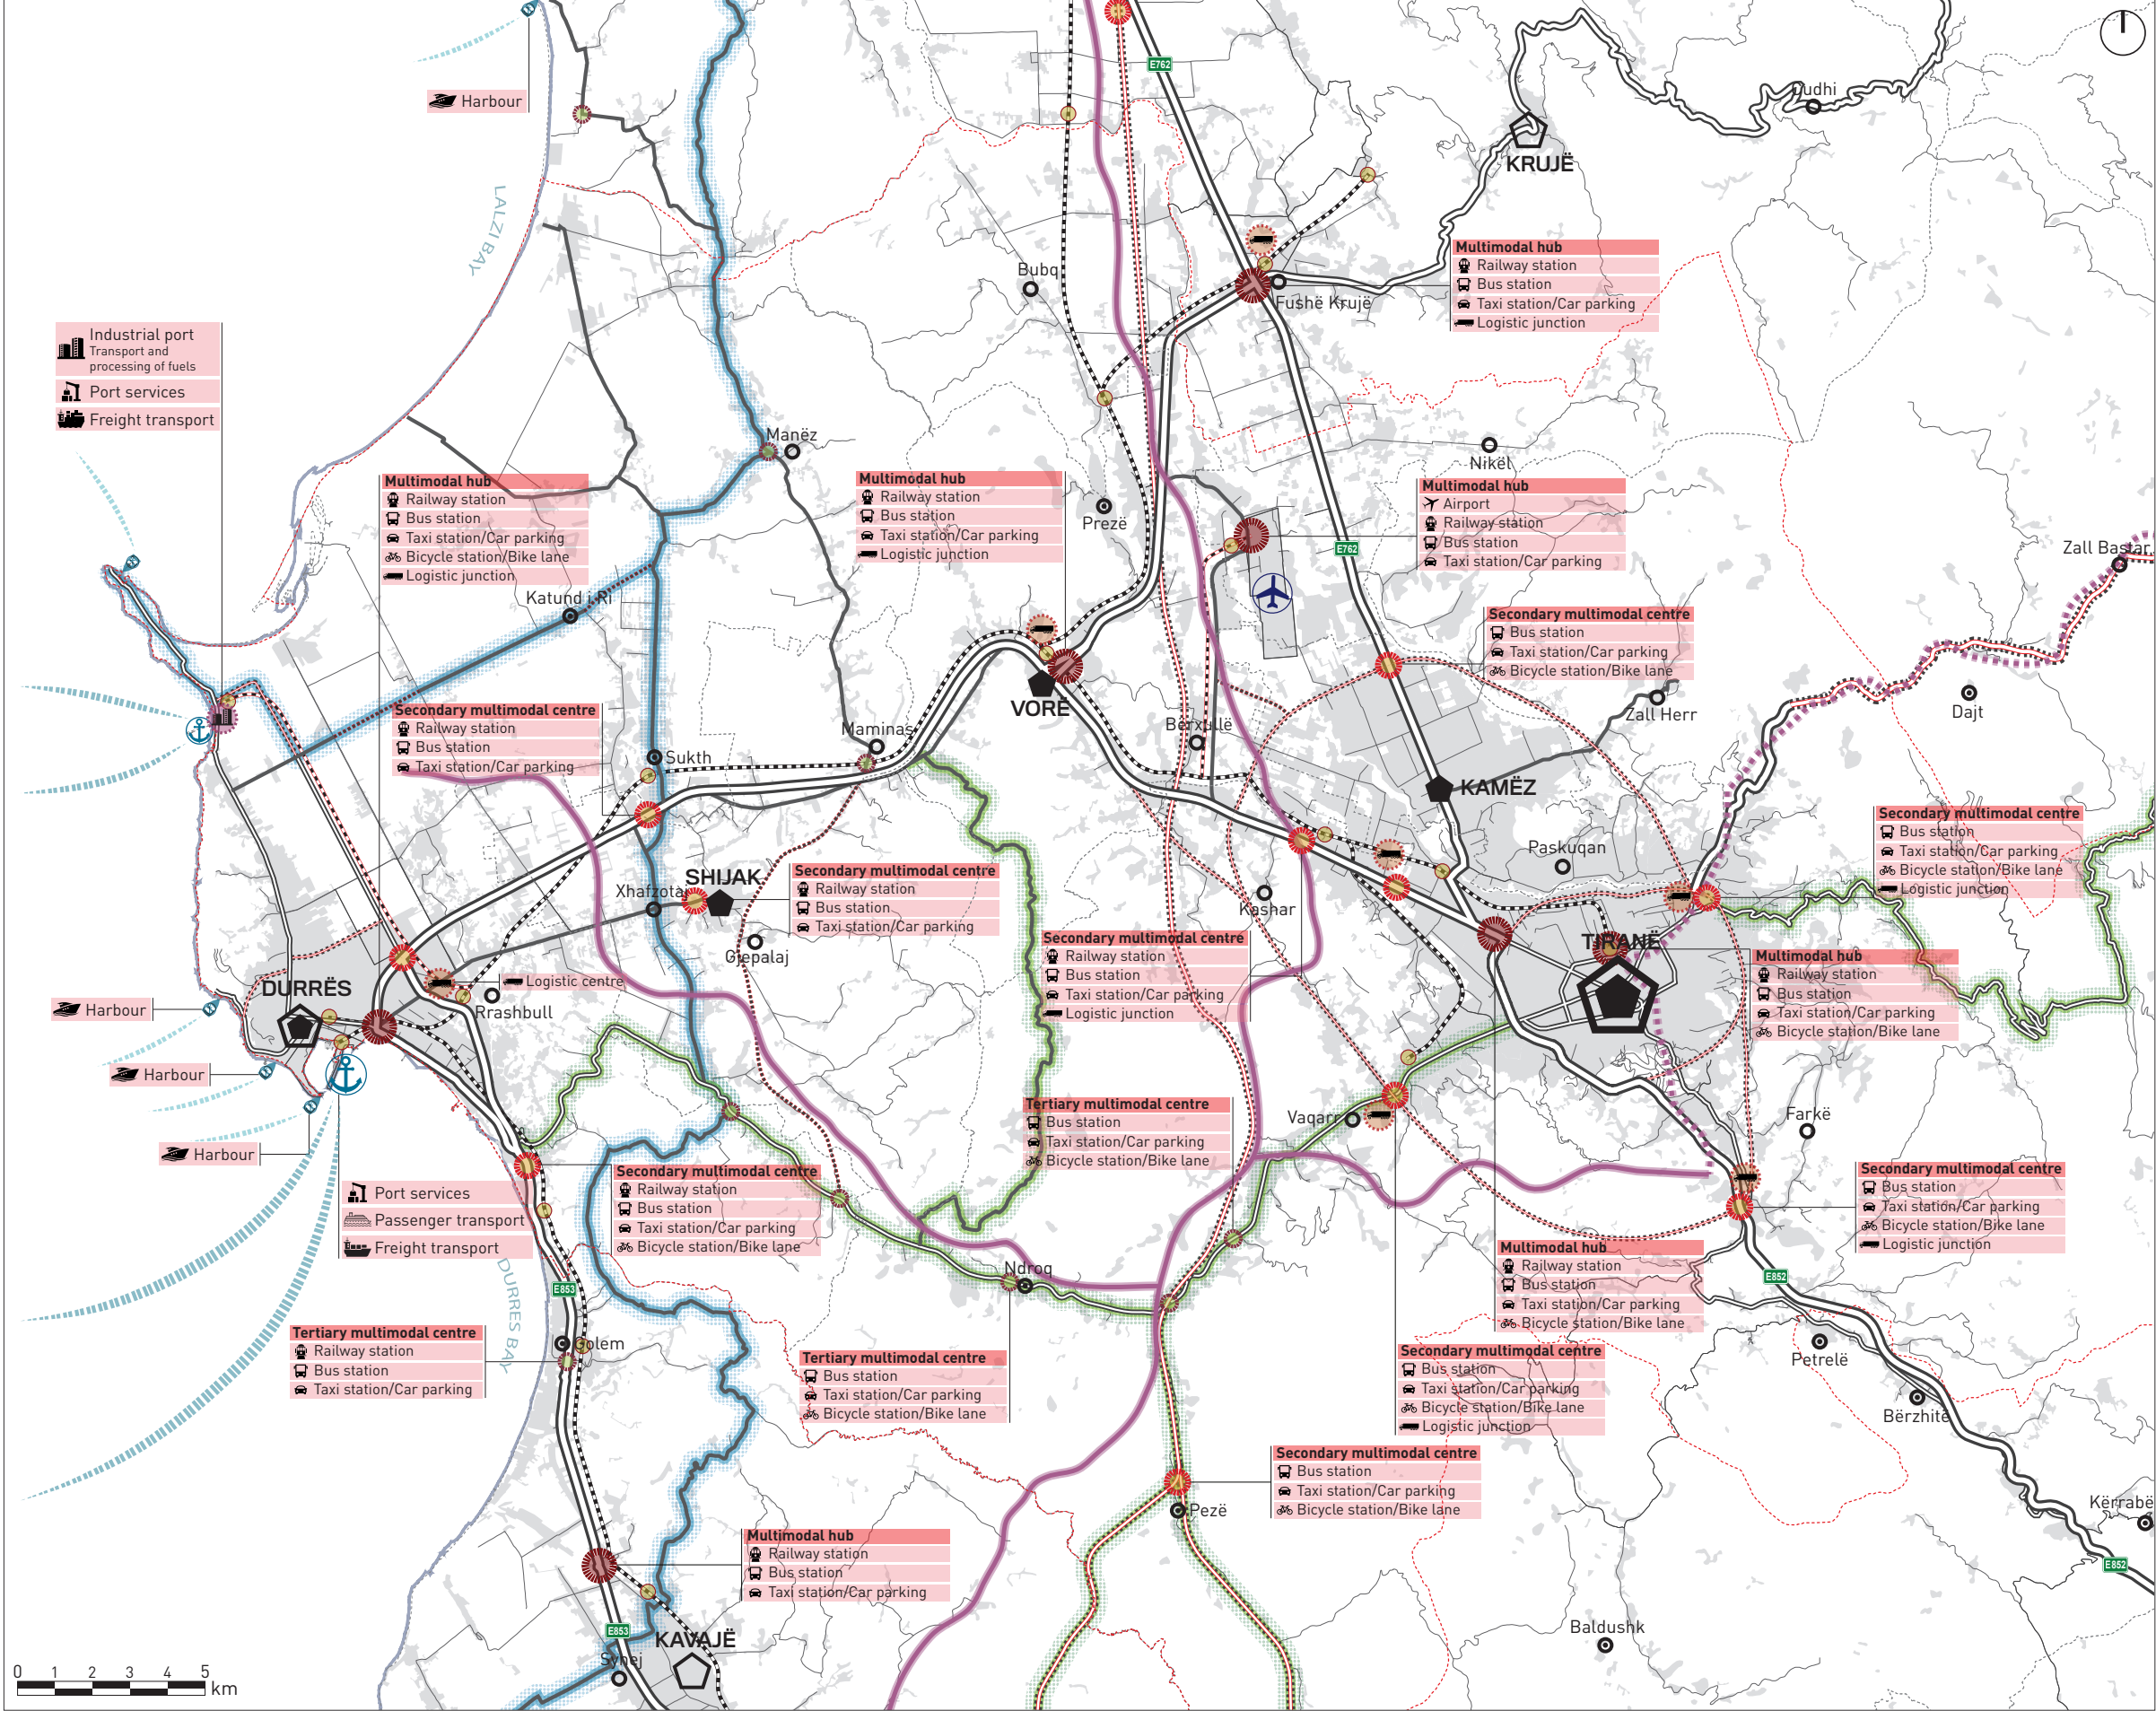 E762
Harbour
Cudhi
KRUJË
LALZI BAY
Multimodal hub
Railway station
Bus station
Taxi station/Car parking
Logistic junction
Bubq
Fushë Krujë
Industrial port
Transport and
processing of fuels
Port services
Freight transport
Manëz
Nikël
Multimodal hub
Railway station
Bus station
Taxi station/Car parking
Bicycle station/Bike lane
Logistic junction
Multimodal hub
Railway station
Bus station
Taxi station/Car parking
Logistic junction
Prezë
Multimodal hub
Airport
Railway station
Bus station
Taxi station/Car parking
E762
Zall Bastar
Katund i Ri
Secondary multimodal centre
Bus station
Taxi station/Car parking
Bicycle station/Bike lane
Zall Herr
Dajt
VORË
Secondary multimodal centre
Railway station
Bus station
Taxi station/Car parking
Maminas
Bërxullë
Sukth
KAMËZ
Secondary multimodal centre
Bus station
Taxi station/Car parking
Bicycle station/Bike lane
Logistic junction
Paskuqan
SHIJAK
Xhafzotaj
Secondary multimodal centre
Railway station
Bus station
Taxi station/Car parking
Kashar
Gjepalaj
Secondary multimodal centre
Railway station
Bus station
Taxi station/Car parking
Logistic junction
TIRANË
Multimodal hub
Railway station
Bus station
Taxi station/Car parking
Bicycle station/Bike lane
DURRËS
Logistic centre
Rrashbull
Harbour
Harbour
Harbour
Tertiary multimodal centre
Bus station
Taxi station/Car parking
Bicycle station/Bike lane
Vaqarr
Farkë
Port services
Passenger transport
Freight transport
Secondary multimodal centre
Railway station
Bus station
Taxi station/Car parking
Bicycle station/Bike lane
Secondary multimodal centre
Bus station
Taxi station/Car parking
Bicycle station/Bike lane
Logistic junction
Multimodal hub
Railway station
Bus station
Taxi station/Car parking
Bicycle station/Bike lane
DURRES BAY
Ndroq
E853
E852
Golem
Petrelë
Tertiary multimodal centre
Railway station
Bus station
Taxi station/Car parking
Tertiary multimodal centre
Bus station
Taxi station/Car parking
Bicycle station/Bike lane
Secondary multimodal centre
Bus station
Taxi station/Car parking
Bicycle station/Bike lane
Logistic junction
Bërzhitë
Secondary multimodal centre
Bus station
Taxi station/Car parking
Bicycle station/Bike lane
Pezë
Kërrabë
E852
Multimodal hub
Railway station
Bus station
Taxi station/Car parking
E853
KAVAJË
Synej
Baldushk
0 1 2 3 4 5
km